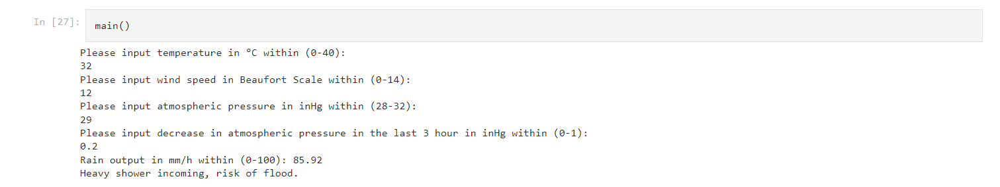 In [27]:
main()
Please input temperature in °C within (0-40):
32
Please input wind speed in Beaufort Scale within (0-14):
12
Please input atmospheric pressure in inHg within (28-32):
29
Please input decrease in atmospheric pressure in the last 3 hour in inHg within (0-1):
0.2
Rain output in mm/h within (0-100): 85.92
Heavy shower incoming, risk of flood.